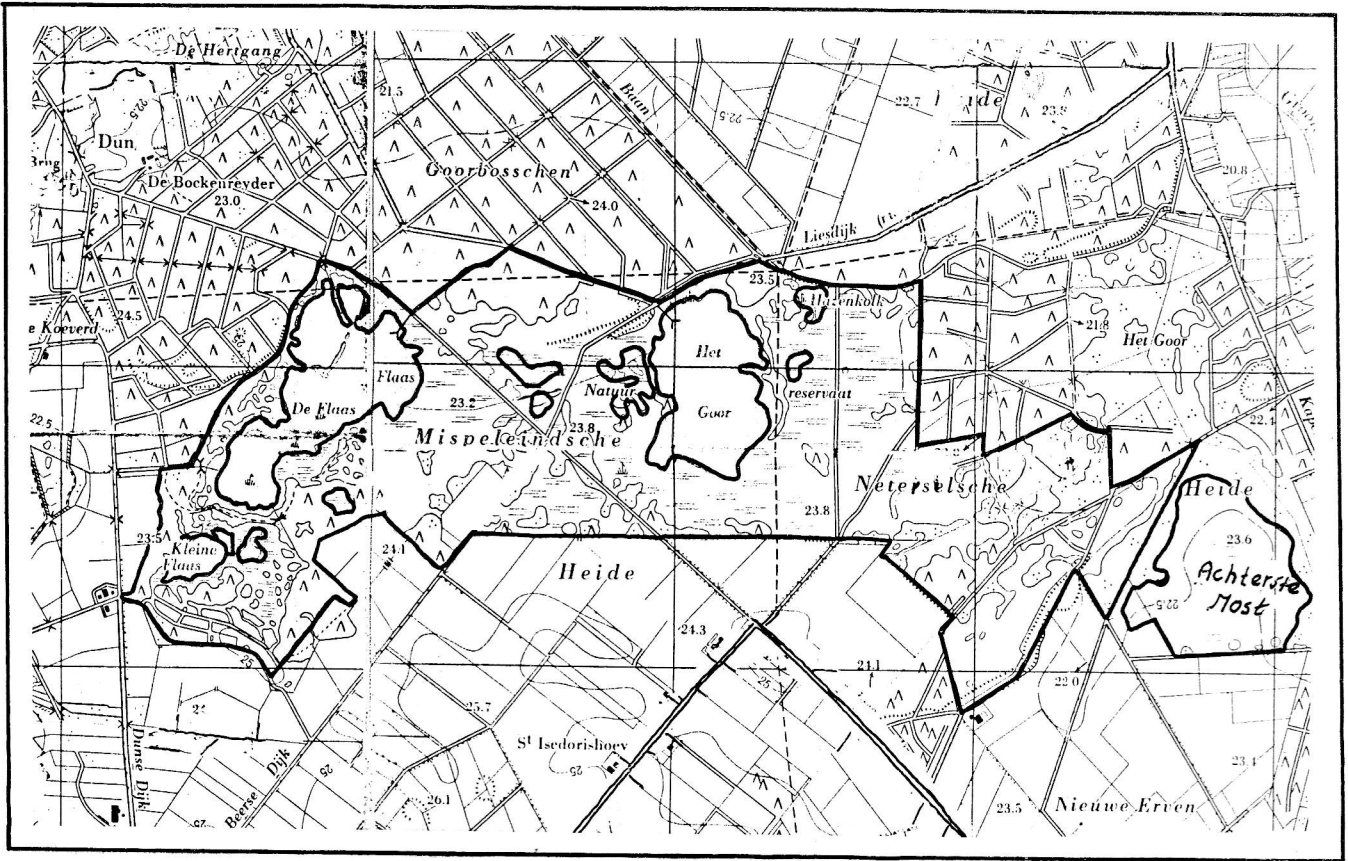 De Hertgang
22.5
21.5
Baan
22.7
22.5
23.8
Dun
Brug
De Bockenreyder
23.0
Goorbosschen
24.0
20.8
Liesdijk
23.5
Hazenkolk
e Koeverd
24.5
21.8
Het Goor
Het
Flaas
Natuur
reservaat
De Flaas
23.2
Goor
22.5
22.4
Mispeleindsche
23.8
Neterselsche
Heide
23.8
23.5
Kleine
Flaas
24.1
Heide
23.6
Achterste
Most
22.5
24.3
24.1
25
25
22.0
25.7
St Isedorishoev
25
Dunse Dijk
Beerse Dijk
25
25
26.1
23.4
23.5
Nieuwe Erven